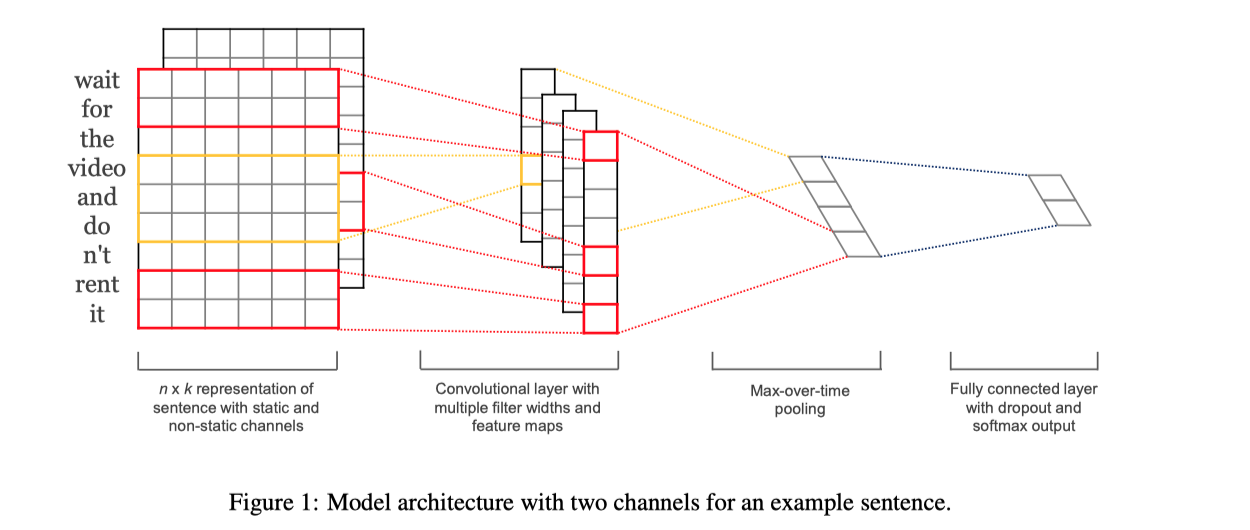 wait
for
the
video
and
do
n't
rent
it
n x k representation of
sentence with static and
non-static channels
Convolutional layer with
multiple filter widths and
feature maps
Max-over-time
pooling
Fully connected layer
with dropout and
softmax output
Figure 1: Model architecture with two channels for an example sentence.